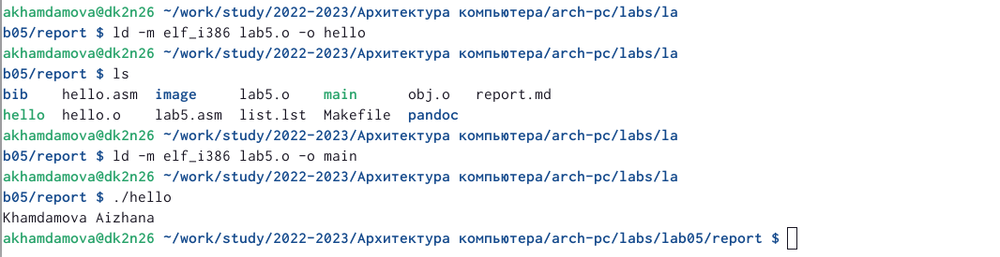 akhamdamova@dk2n26 ~/work/study/2022-2023/Архитектура компьютера/arch-pc/labs/la
b05/report $ ld -m elf_i386 lab5.o -o hello
akhamdamova@dk2n26 ~/work/study/2022-2023/Архитектура компьютера/arch-pc/labs/la
b05/report $ ls
bib    hello.asm  image     lab5.o    main      obj.o   report.md
hello  hello.o    lab5.asm  list.lst  Makefile  pandoc
akhamdamova@dk2n26 ~/work/study/2022-2023/Архитектура компьютера/arch-pc/labs/la
b05/report $ ld -m elf_i386 lab5.o -o main
akhamdamova@dk2n26 ~/work/study/2022-2023/Архитектура компьютера/arch-pc/labs/la
b05/report $ ./hello
Khamdamova Aizhana
akhamdamova@dk2n26 ~/work/study/2022-2023/Архитектура компьютера/arch-pc/labs/lab05/report $